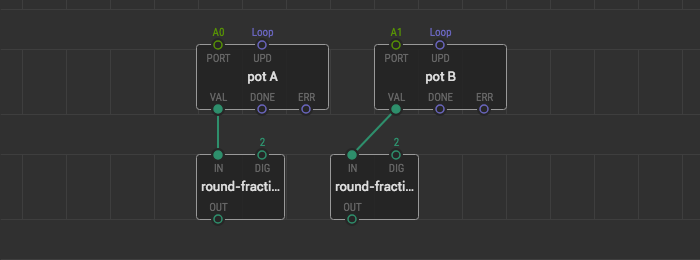 A0 Loop A1 Loop
PORT UPD PORT UPD
pot A pot B
VAL DONE ERR VAL DONE ERR
2 2
IN DIG IN DIG
round-fracti... round-fracti...
OUT OUT